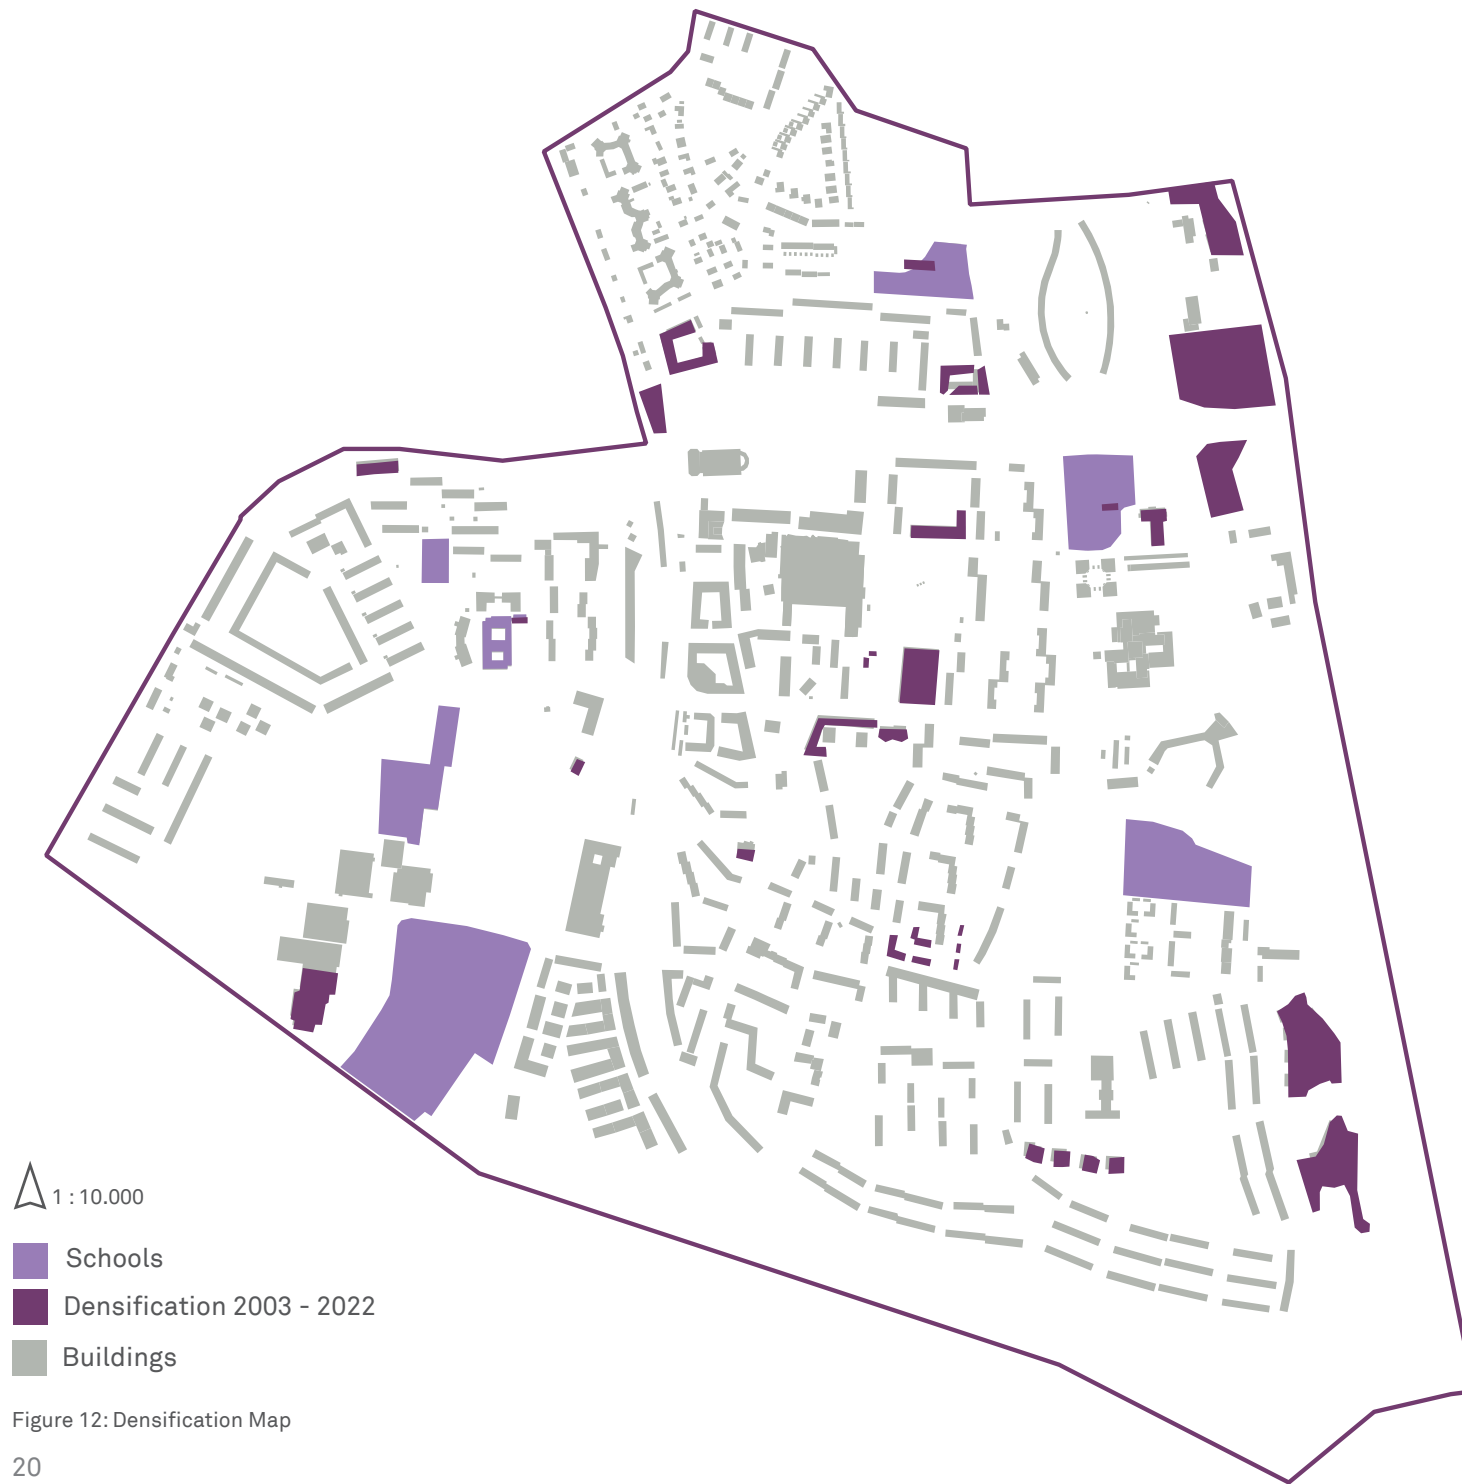 1 : 10.000
Schools
Densification 2003 - 2022
Buildings
Figure 12: Densification Map
20